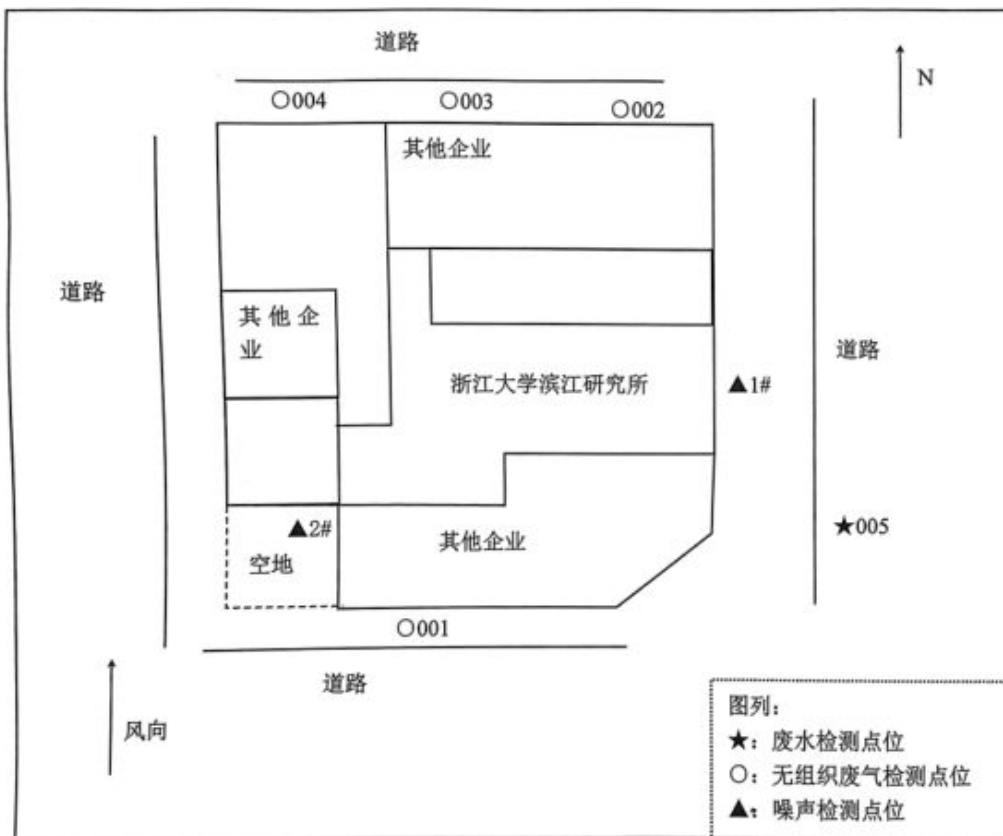 道路
N
○004
○003
○002
其他企业
道路
其他企
业
道路
浙江大学滨江研究所
▲1#
★005
▲2#
其他企业
空地
○001
道路
风向
图列：
★：废水检测点位
○：无组织废气检测点位
▲：噪声检测点位